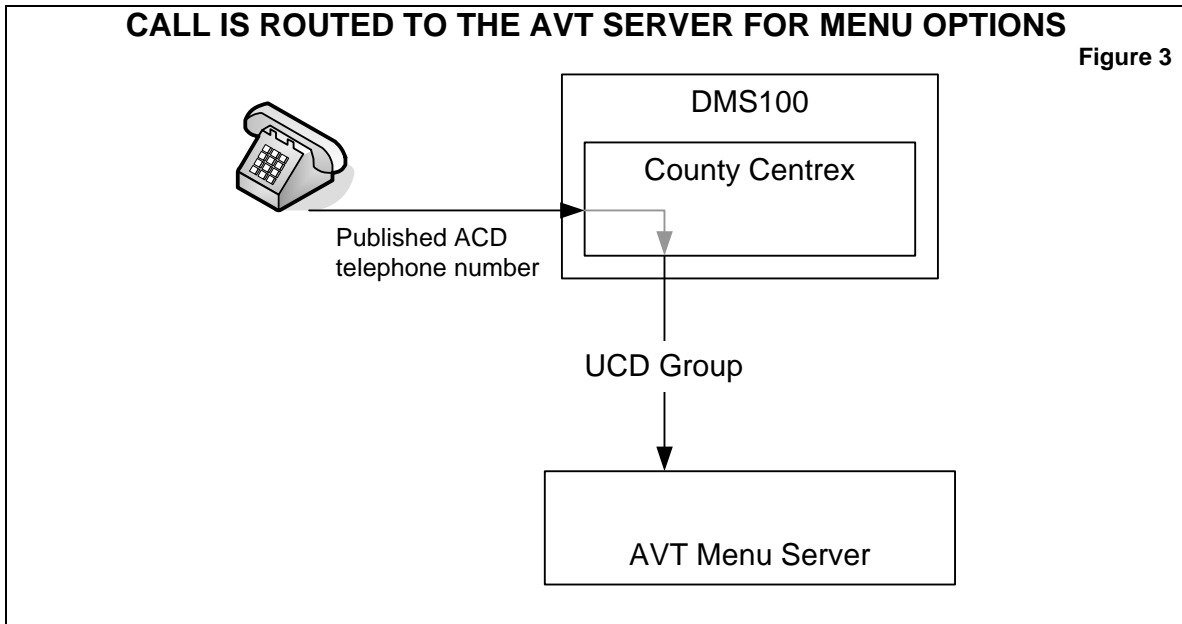 CALL IS ROUTED TO THE AVT SERVER FOR MENU OPTIONS
Figure 3
DMS100
County Centrex
Published ACD
telephone number
UCD Group
AVT Menu Server